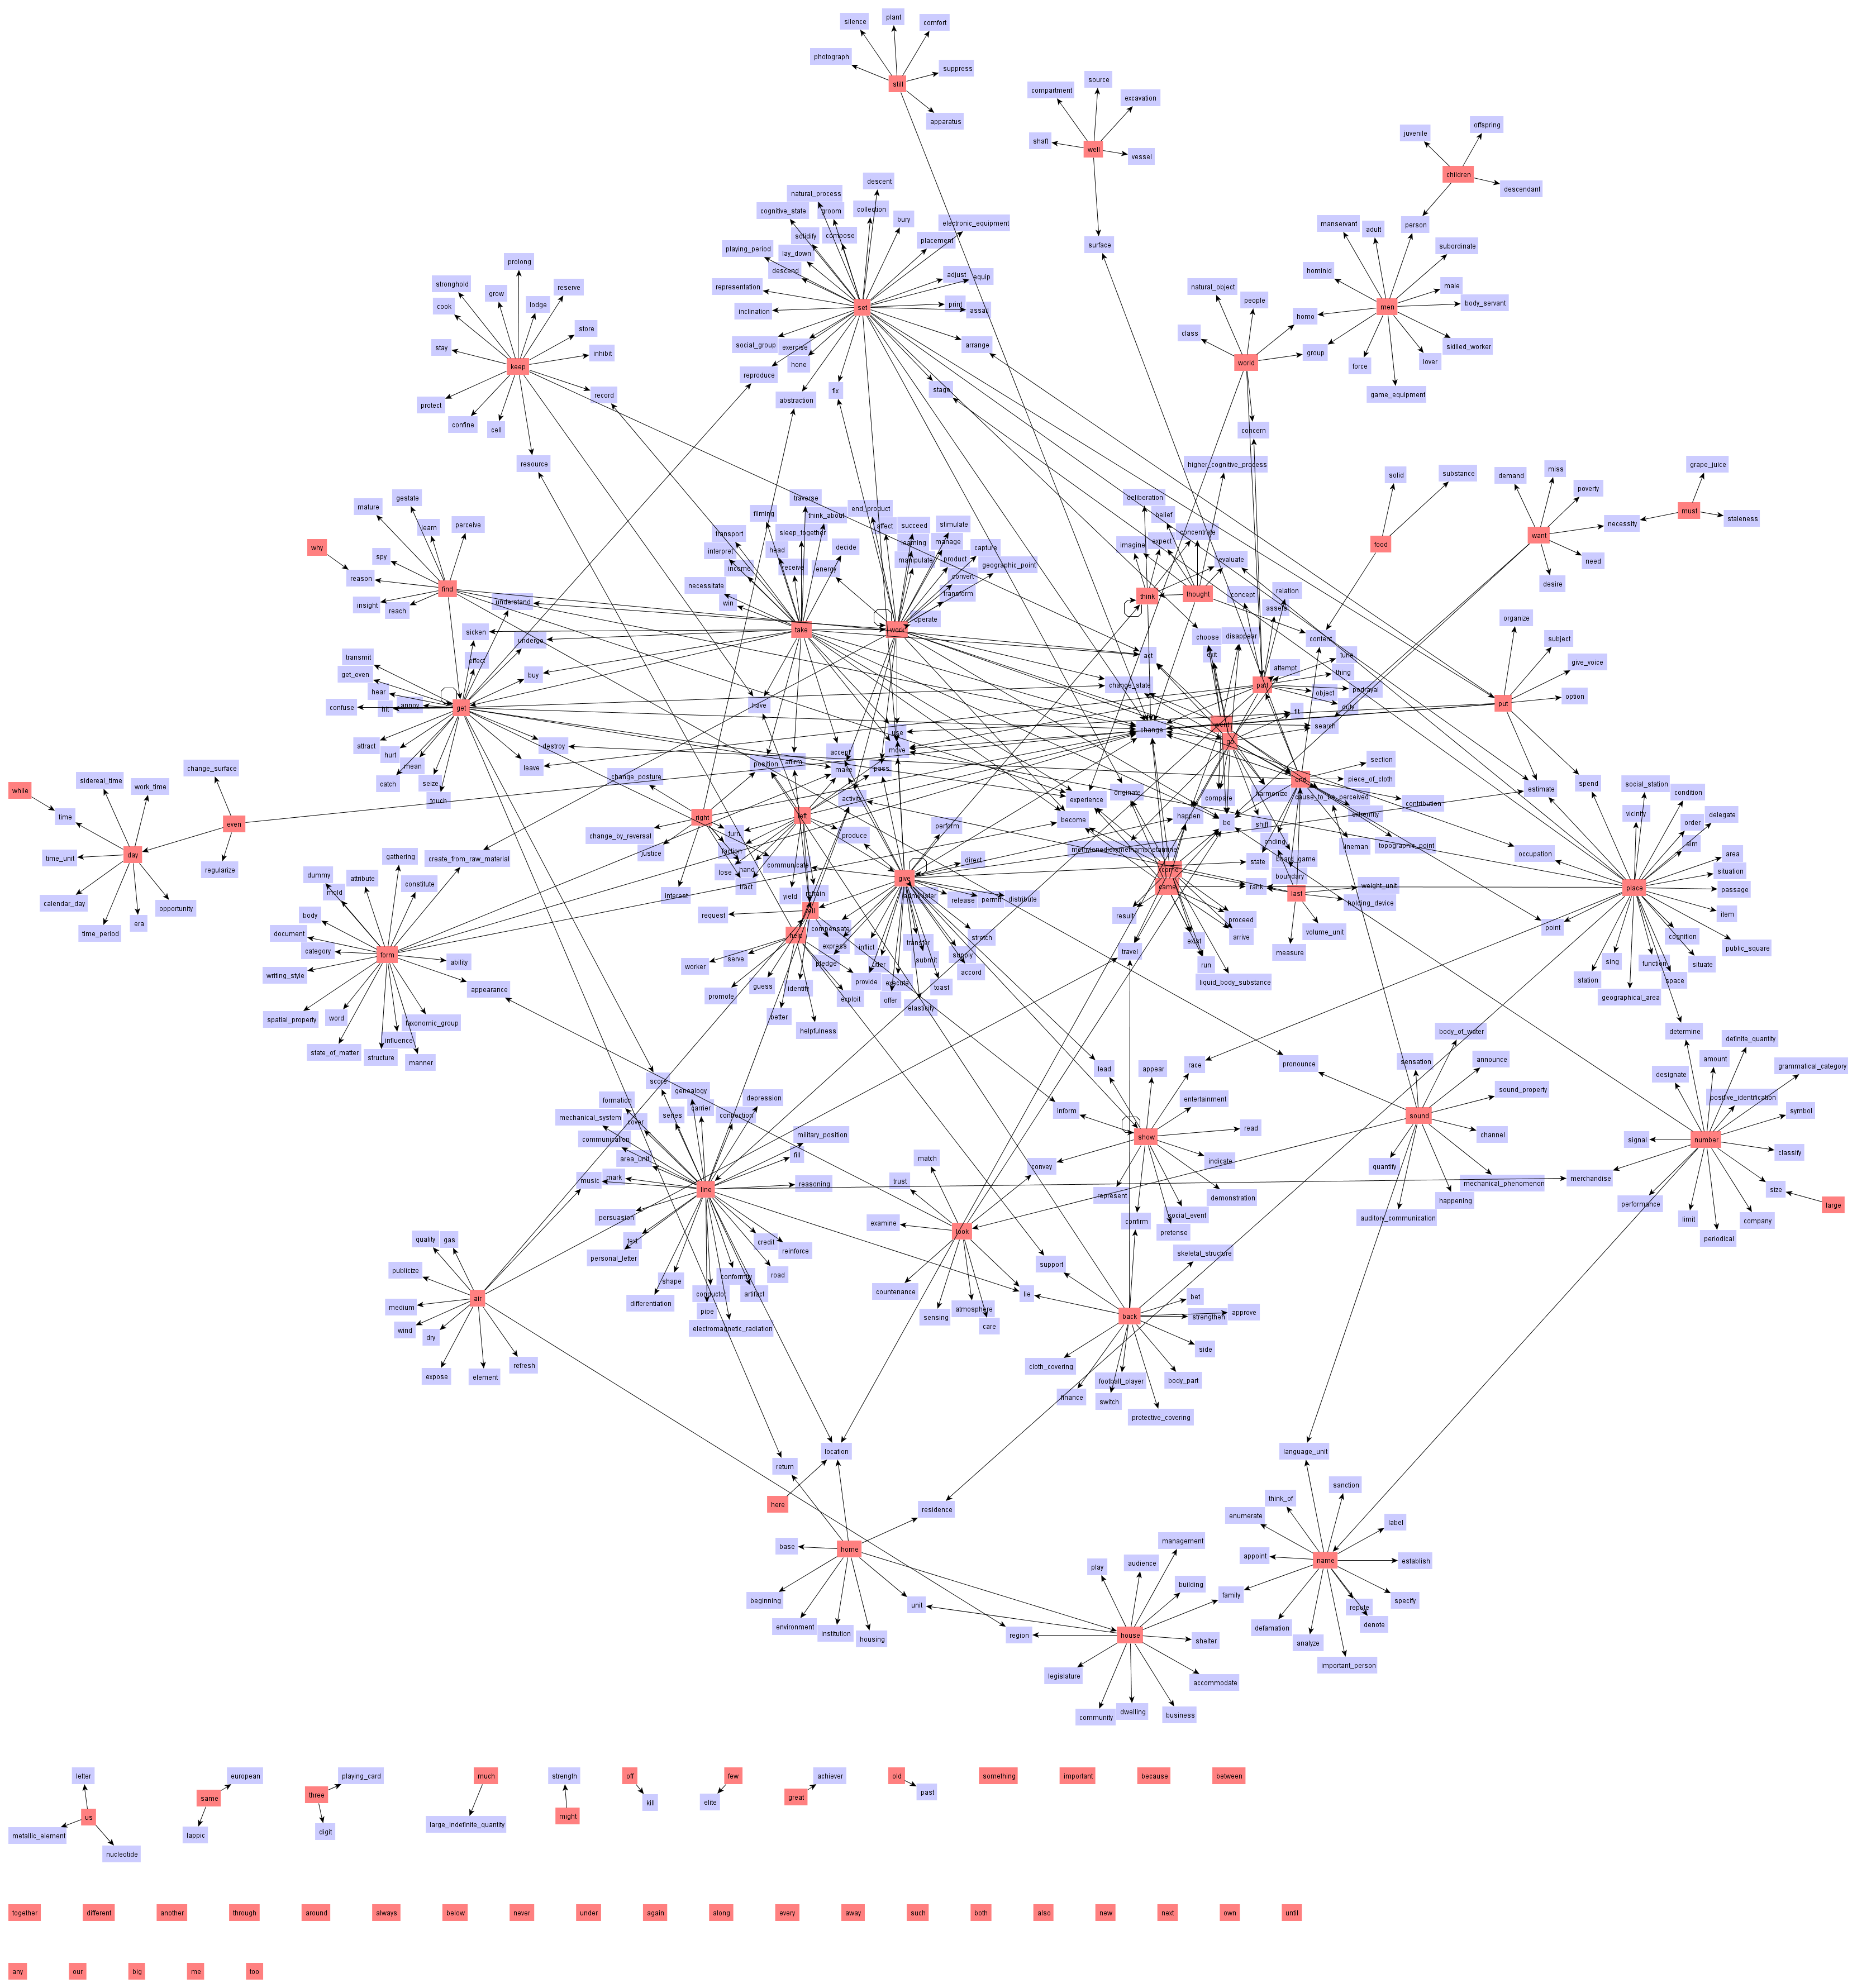 silence
plant
comfort
photograph
still
suppress
apparatus
compartment
source
excavation
shaft
well
vessel
juvenile
offspring
children
descendant
natural_process
descent
cognitive_state
groom
collection
bury
electronic_equipment
solidify
compose
placement
playing_period
lay_down
descend
adjust
equip
representation
set
print
assail
inclination
social_group
exercise
hone
arrange
reproduce
fix
stage
abstraction
surface
manservant
adult
person
subordinate
hominid
male
body_servant
men
homo
skilled_worker
group
lover
force
game_equipment
natural_object
people
class
world
concern
prolong
stronghold
grow
reserve
cook
lodge
store
stay
inhibit
keep
record
protect
confine
cell
resource
higher_cognitive_process
solid
substance
food
demand
miss
poverty
want
necessity
need
desire
grape_juice
must
staleness
gestate
mature
learn
perceive
why
spy
reason
find
insight
reach
understand
traverse
filming
think_about
transport
sleep_together
interpret
head
decide
income
receive
energy
necessitate
win
take
end_product
affect
succeed
stimulate
learning
manage
manipulate
product
capture
geographic_point
convert
transform
operate
work
deliberation
belief
imagine
expect
concentrate
evaluate
think
thought
concept
relation
assets
choose
disappear
content
exit
act
change_state
attempt
tune
thing
part
object
portrayal
duty
fit
search
went
go
change
organize
subject
give_voice
put
option
spend
estimate
sicken
undergo
transmit
effect
get_even
buy
hear
get
confuse
hit
annoy
attract
hurt
mean
catch
seize
touch
leave
destroy
have
use
move
accept
make
pass
position
affirm
change_posture
activity
originate
experience
become
happen
compare
harmonize
be
end
section
piece_of_cloth
cause_to_be_perceived
contribution
extremity
shift
ending
lineman
topographic_point
board_game
boundary
state
rank
last
weight_unit
holding_device
volume_unit
measure
methylenedioxymethamphetamine
come
came
result
proceed
arrive
exist
run
travel
liquid_body_substance
occupation
point
social_station
condition
vicinity
delegate
order
aim
area
situation
place
passage
item
cognition
public_square
sing
function
situate
station
space
geographical_area
determine
sidereal_time
work_time
change_surface
while
time
even
day
time_unit
regularize
calendar_day
opportunity
era
time_period
right
change_by_reversal
turn
justice
faction
lose
hand
tract
interest
left
produce
perform
communicate
direct
give
yield
administer
release
permit
distribute
tell
request
compensate
help
express
inflict
transfer
stretch
supply
submit
accord
worker
serve
pledge
utter
execute
toast
guess
provide
promote
identify
exploit
offer
elasticity
better
helpfulness
create_from_raw_material
gathering
dummy
attribute
mold
constitute
body
document
category
form
writing_style
ability
appearance
spatial_property
word
taxonomic_group
influence
state_of_matter
structure
manner
score
genealogy
formation
carrier
depression
mechanical_system
series
cover
connection
communication
military_position
area_unit
fill
music
mark
line
reasoning
persuasion
text
credit
personal_letter
reinforce
shape
road
conformity
differentiation
conductor
artifact
pipe
electromagnetic_radiation
lead
appear
race
pronounce
inform
entertainment
show
read
convey
indicate
represent
demonstration
social_event
confirm
pretense
match
trust
examine
look
countenance
lie
sensing
atmosphere
care
support
skeletal_structure
bet
back
strengthen
approve
side
cloth_covering
football_player
body_part
finance
switch
protective_covering
body_of_water
sensation
announce
sound_property
sound
channel
quantify
mechanical_phenomenon
happening
auditory_communication
merchandise
definite_quantity
amount
grammatical_category
designate
positive_identification
symbol
signal
number
classify
size
large
performance
limit
company
periodical
quality
gas
publicize
air
medium
wind
dry
refresh
expose
element
location
return
here
residence
base
home
beginning
unit
environment
institution
housing
management
play
audience
building
family
region
house
shelter
legislature
accommodate
community
dwelling
business
language_unit
sanction
think_of
enumerate
label
appoint
name
establish
specify
repute
denote
defamation
analyze
important_person
letter
us
metallic_element
nucleotide
european
same
lappic
playing_card
three
digit
much
large_indefinite_quantity
strength
might
off
kill
few
elite
achiever
great
old
past
something
important
because
between
together
different
another
through
around
always
below
never
under
again
along
every
away
such
both
also
new
next
own
until
any
our
big
me
too